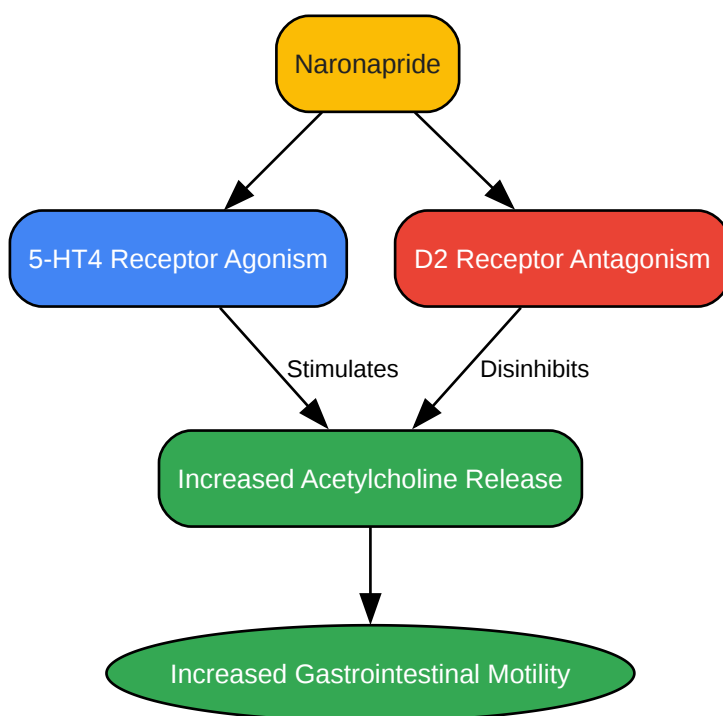 Naronapride
5-HT4 Receptor Agonism
D2 Receptor Antagonism
Stimulates
Disinhibits
Increased Acetylcholine Release
Increased Gastrointestinal Motility